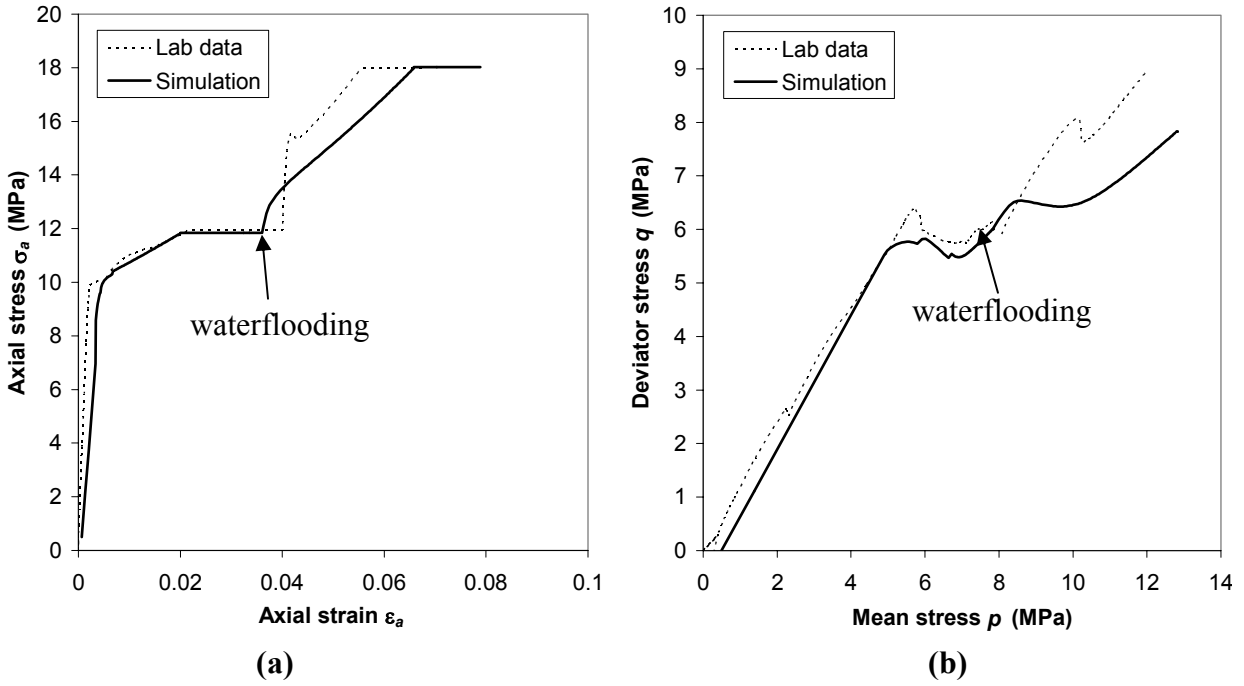 20
18
16
14
12
10
8
6
4
2
0
Axial stress σa (MPa)
Lab data
Simulation
waterflooding
0 0.02 0.04 0.06 0.08 0.1
Axial strain εa
(a)
10
9
8
7
6
5
4
3
2
1
0
Deviator stress q (MPa)
Lab data
Simulation
waterflooding
0 2 4 6 8 10 12 14
Mean stress p (MPa)
(b)